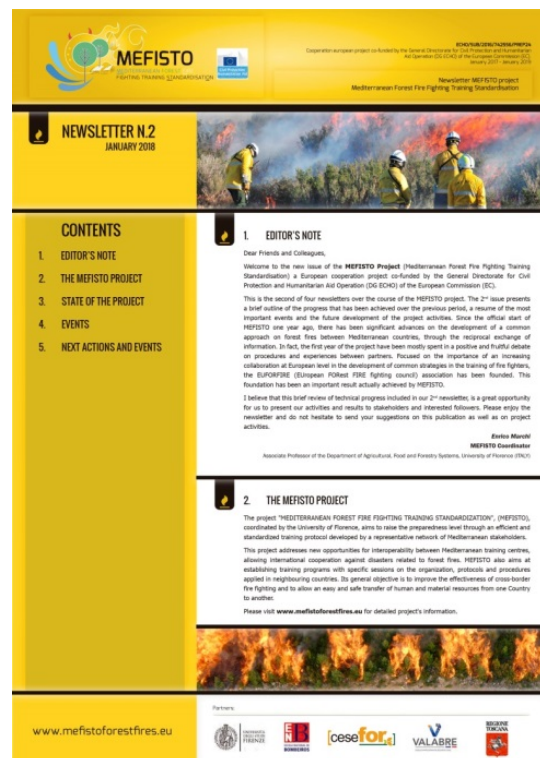 MEFISTO
MEDITERRANEAN FOREST
FIGHTING TRAINING STANDARDISATION
ECHO/SUB/2016/742906/PREP24
Cooperation european project co-funded by the General Directorate for Civil Protection and Humanitarian
Aid Operation (DG ECHO) of the European Commission (EC).
January 2017 - January 2019
Newsletter MEFISTO project
Mediterranean Forest Fire Fighting Training Standardisation
NEWSLETTER N.2
JANUARY 2018
CONTENTS
1. EDITOR'S NOTE
2. THE MEFISTO PROJECT
3. STATE OF THE PROJECT
4. EVENTS
5. NEXT ACTIONS AND EVENTS
1. EDITOR'S NOTE
Dear Friends and Colleagues,
Welcome to the new issue of the MEFISTO Project (Mediterranean Forest Fire Fighting Training
Standardisation) a European cooperation project co-funded by the General Directorate for Civil
Protection and Humanitarian Aid Operation (DG ECHO) of the European Commission (EC).
This is the second of four newsletters over the course of the MEFISTO project. The 2nd issue presents
a brief outline of the progress that has been achieved over the previous period, a resume of the most
important events and the future development of the project activities. Since the official start of
MEFISTO one year ago, there has been significant advances on the development of a common
approach on forest fires between Mediterranean countries, through the reciprocal exchange of
information. In fact, the first year of the project have been mostly spent in a positive and fruitful debate
on procedures and experiences between partners. Focused on the importance of an increasing
collaboration at European level in the development of common strategies in the training of fire fighters,
the EUFORFIRE (EUropean FORest FIRE fighting council) association has been founded. This
foundation has been an important result actually achieved by MEFISTO.
I believe that this brief review of technical progress included in our 2nd newsletter, is a great opportunity
for us to present our activities and results to stakeholders and interested followers. Please enjoy the
newsletter and do not hesitate to send your suggestions on this publication as well as on project
activities.
Enrico Marchi
MEFISTO Coordinator
Associate Professor of the Department of Agricultural, Food and Forestry Systems, University of Florence (ITALY)
2. THE MEFISTO PROJECT
The project "MEDITERRANEAN FOREST FIRE FIGHTING TRAINING STANDARDIZATION", (MEFISTO),
coordinated by the University of Florence, aims to raise the preparedness level through an efficient and
standardized training protocol developed by a representative network of Mediterranean stakeholders.
This project addresses new opportunities for interoperability between Mediterranean training centres,
allowing international cooperation against disasters related to forest fires. MEFISTO also aims at
establishing training programs with specific sessions on the organization, protocols and procedures
applied in neighbouring countries. Its general objective is to improve the effectiveness of cross-border
fire fighting and to allow an easy and safe transfer of human and material resources from one Country
to another.
Please visit www.mefistoforestfires.eu for detailed project's information.
www.mefistoforestfires.eu
Partners:
UNIVERSITÀ
DEGLI STUDI
FIRENZE
BOMBEROS
[cesefor]
VALABRE
REGIONE
TOSCANA